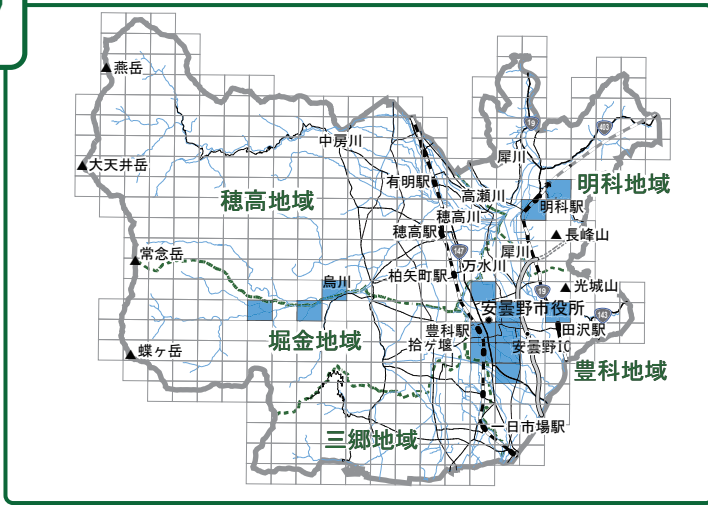 燕岳
19
403
中房川
犀川
大天井岳
有明駅
明科地域
高瀬川
穂高地域
明科駅
穂高川
穂高駅
長峰山
147
犀川
常念岳
万水川
柏矢町駅
烏川
光城山
19
安曇野市役所
143
豊科駅
田沢駅
堀金地域
拾ケ堰
安曇野IC
蝶ヶ岳
豊科地域
一日市場駅
三郷地域